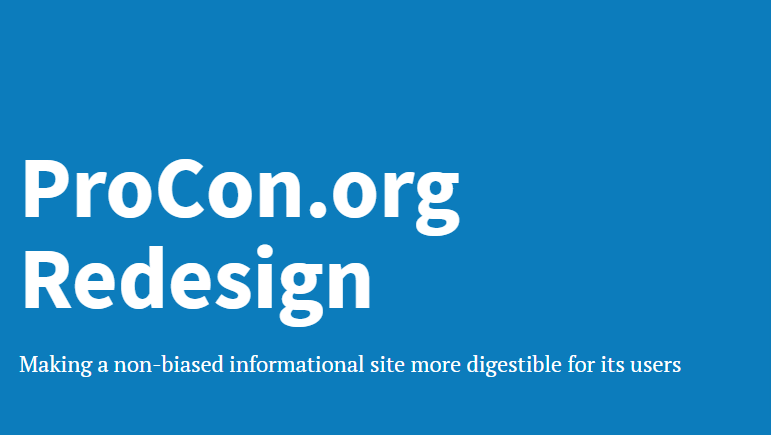 ProCon.org
Redesign
Making a non-biased informational site more digestible for its users